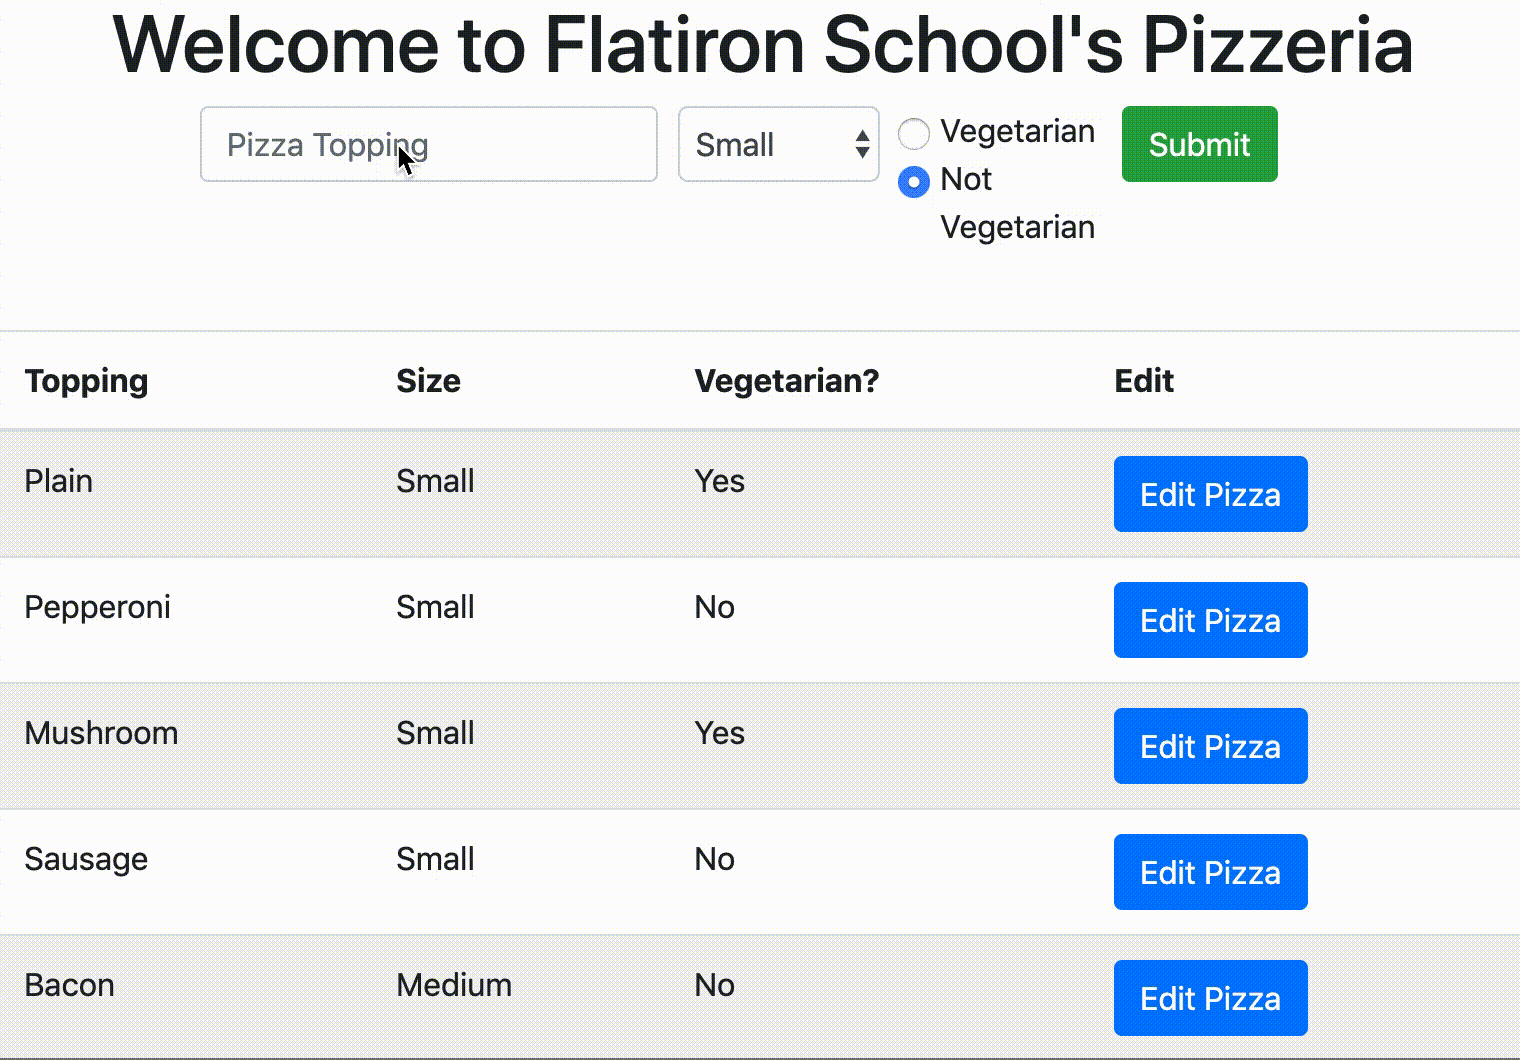 Welcome to Flatiron School's Pizzeria
Pizza Topping Small Vegetarian Submit
Not
Vegetarian
Topping Size Vegetarian? Edit
Plain Small Yes Edit Pizza
Pepperoni Small No Edit Pizza
Mushroom Small Yes Edit Pizza
Sausage Small No Edit Pizza
Bacon Medium No Edit Pizza